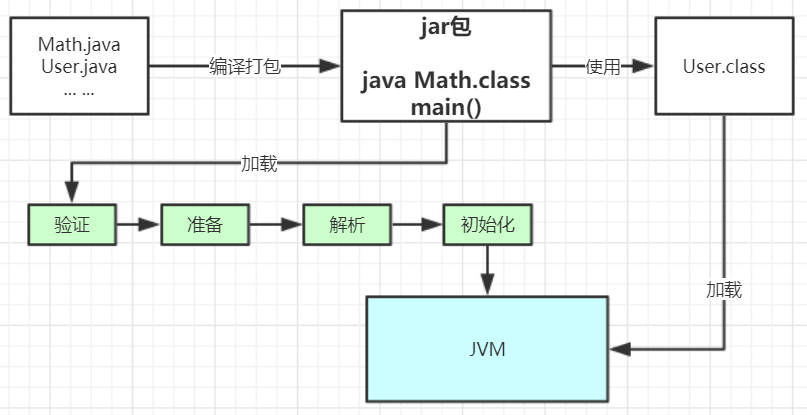 Math.java
User.java
... ...
编译打包
jar包
java Math.class
main()
使用
User.class
加载
验证
准备
解析
初始化
加载
JVM